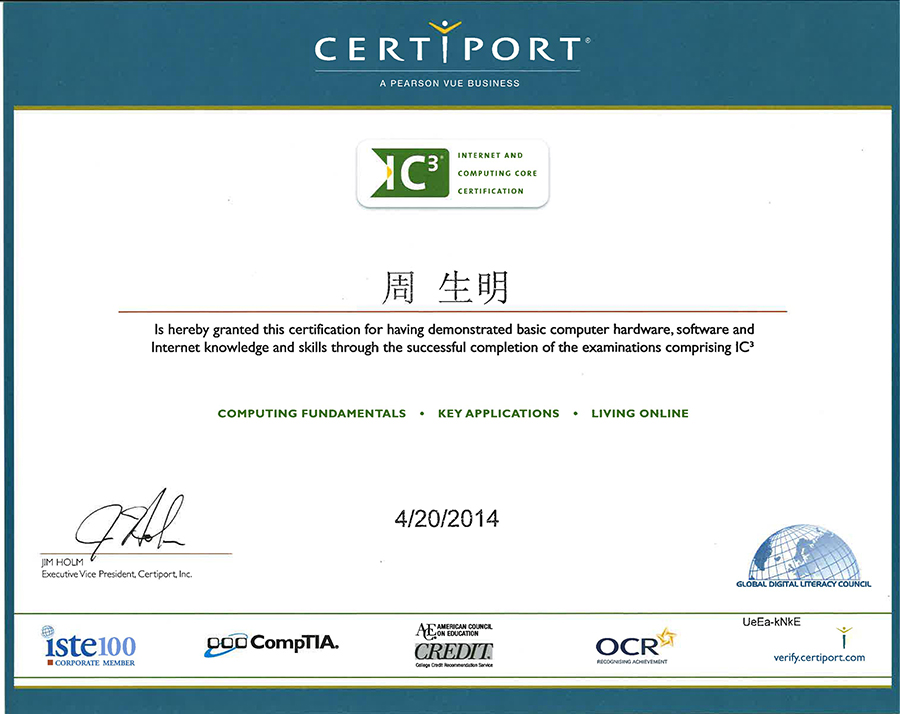 CERTIPORT®
A PEARSON VUE BUSINESS
IC³®
INTERNET AND
COMPUTING CORE
CERTIFICATION
周 生明
Is hereby granted this certification for having demonstrated basic computer hardware, software and
Internet knowledge and skills through the successful completion of the examinations comprising IC³
COMPUTING FUNDAMENTALS • KEY APPLICATIONS • LIVING ONLINE
4/20/2014
JIM HOLM
Executive Vice President, Certiport, Inc.
GLOBAL DIGITAL LITERACY COUNCIL
iste100
CORPORATE MEMBER
CompTIA.
ACE AMERICAN COUNCIL
ON EDUCATION
CREDIT
College Credit Recommendation Service
OCR
RECOGNISING ACHIEVEMENT
UeEa-kNkE
verify.certiport.com